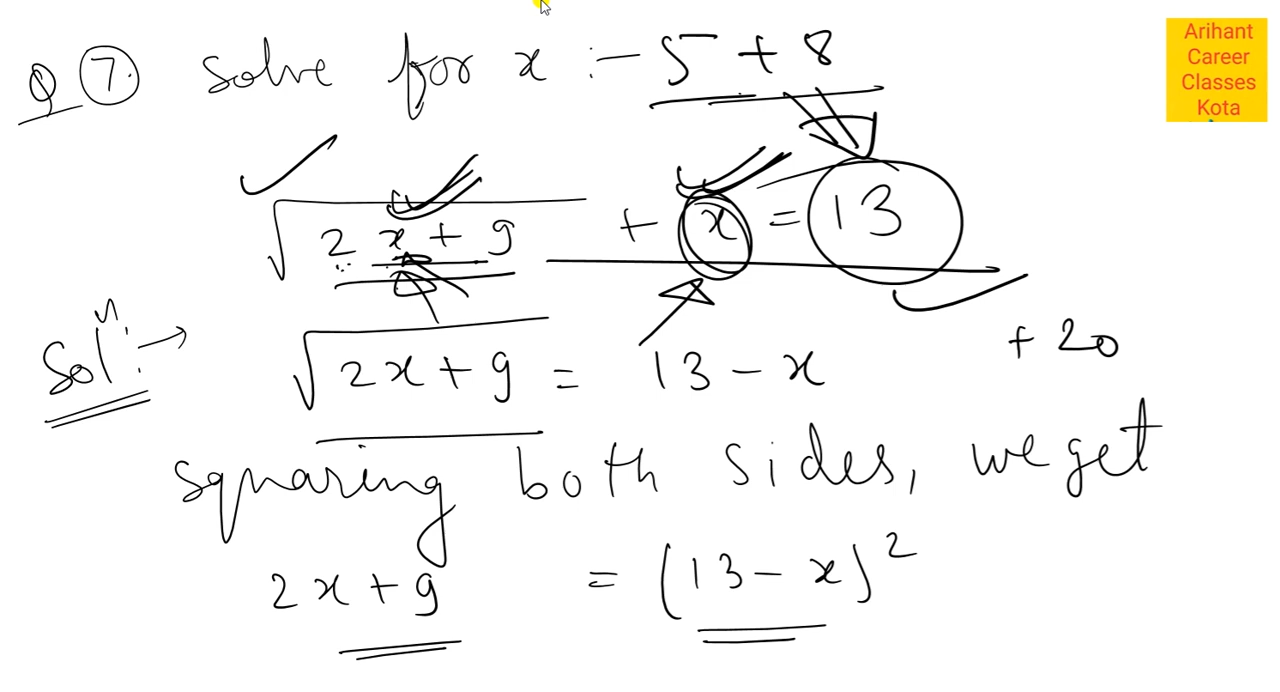 Q 7. Solve for x :- 5 + 8
√2x + 9 + x = 13
Solⁿ: → √2x + 9 = 13 - x
+ 20
squaring both sides, we get
2x + 9 = (13 - x)²
Arihant
Career
Classes
Kota